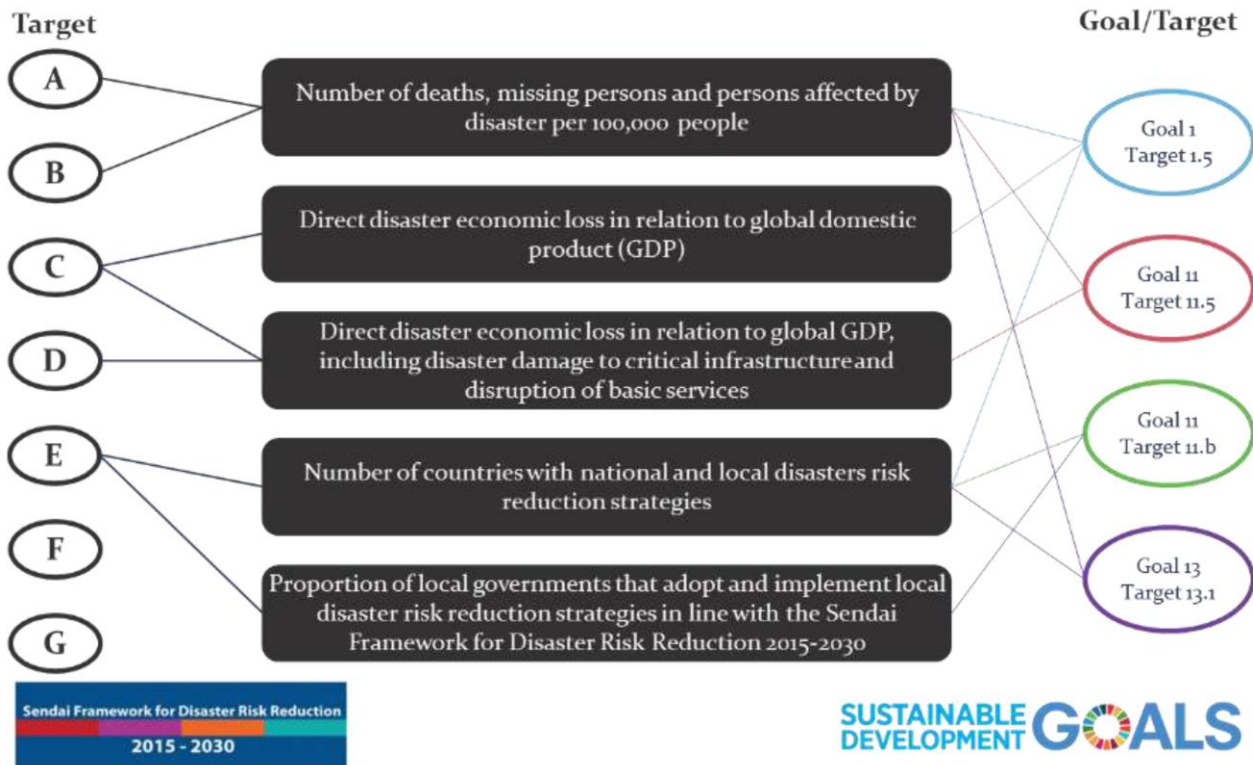 Target
Goal/Target
A
B
C
D
E
F
G
Number of deaths, missing persons and persons affected by
disaster per 100,000 people
Direct disaster economic loss in relation to global domestic
product (GDP)
Direct disaster economic loss in relation to global GDP,
including disaster damage to critical infrastructure and
disruption of basic services
Number of countries with national and local disasters risk
reduction strategies
Proportion of local governments that adopt and implement local
disaster risk reduction strategies in line with the Sendai
Framework for Disaster Risk Reduction 2015-2030
Goal 1
Target 1.5
Goal 11
Target 11.5
Goal 11
Target 11.b
Goal 13
Target 13.1
Sendai Framework for Disaster Risk Reduction
2015 - 2030
SUSTAINABLE
DEVELOPMENT
GOALS